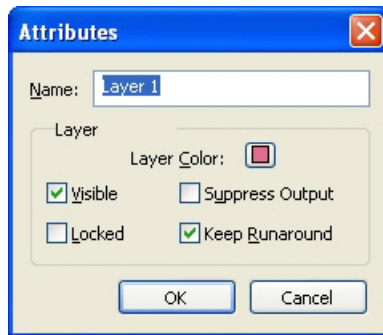 Attributes
Name: Layer 1
Layer
Layer Color:
Visible Suppress Output
Locked Keep Runaround
OK Cancel